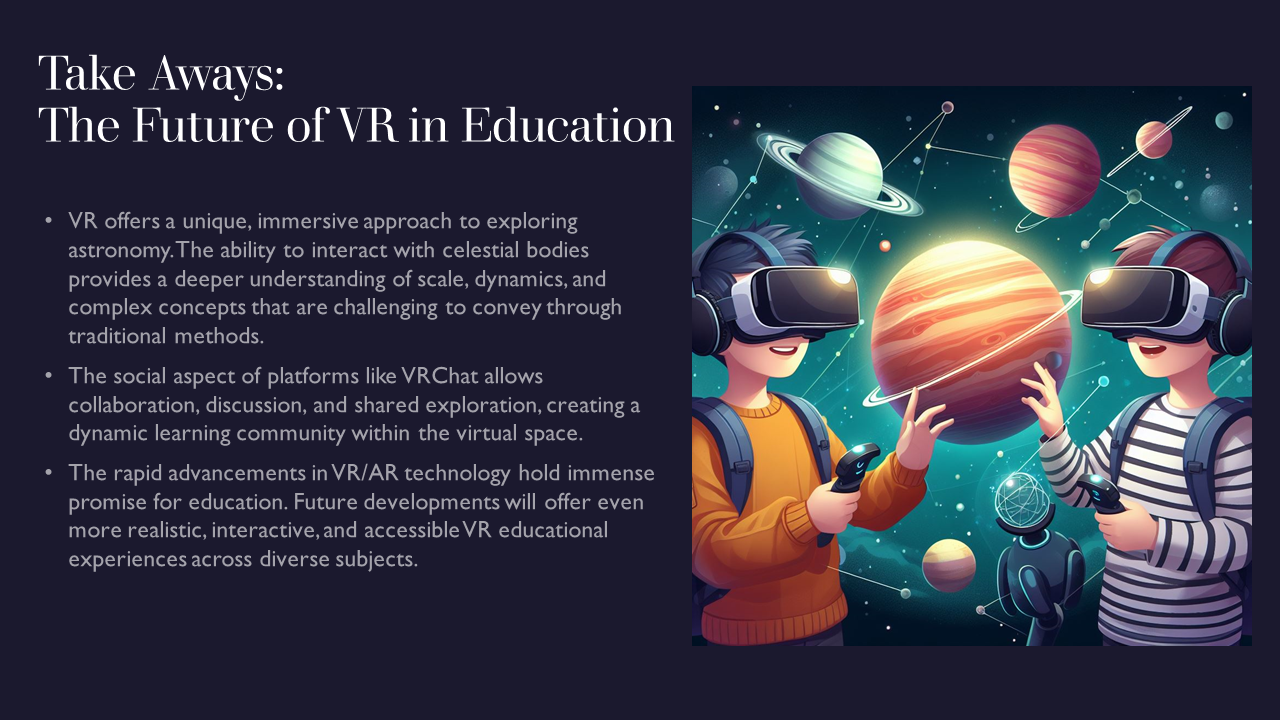 Take Aways:
The Future of VR in Education
• VR offers a unique, immersive approach to exploring
astronomy. The ability to interact with celestial bodies
provides a deeper understanding of scale, dynamics, and
complex concepts that are challenging to convey through
traditional methods.
• The social aspect of platforms like VRChat allows
collaboration, discussion, and shared exploration, creating a
dynamic learning community within the virtual space.
• The rapid advancements in VR/AR technology hold immense
promise for education. Future developments will offer even
more realistic, interactive, and accessible VR educational
experiences across diverse subjects.